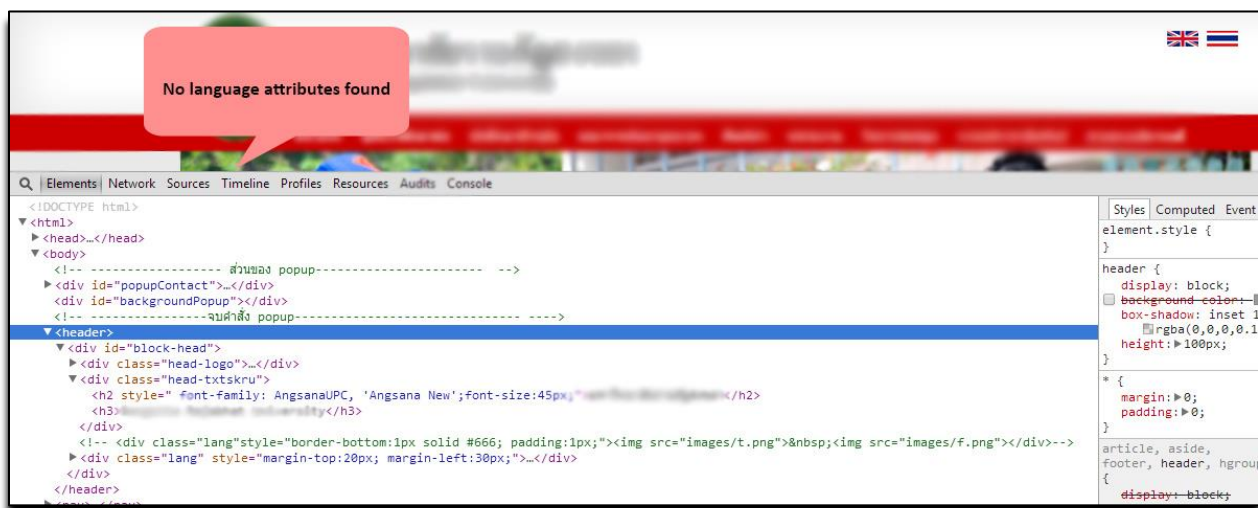 No language attributes found
Elements Network Sources Timeline Profiles Resources Audits Console
<!DOCTYPE html>
▼<html>
▶<head>…</head>
▼<body>
<!-- ------------------ ส่วนของ popup----------------------- -->
▶<div id="popupContact">…</div>
<div id="backgroundPopup"></div>
<!-- ----------------จบคำสั่ง popup---------------------------- ---->
▼<header>
▼<div id="block-head">
▶<div class="head-logo">…</div>
▼<div class="head-txtskru">
<h2 style=" font-family: AngsanaUPC, 'Angsana New';font-size:45px;"></h2>
<h3></h3>
</div>
<!-- <div class="lang"style="border-bottom:1px solid #666; padding:1px;"><img src="images/t.png">&nbsp;<img src="images/f.png"></div>-->
▶<div class="lang" style="margin-top:20px; margin-left:30px;">…</div>
</div>
</header>
Styles Computed Event
element.style {
}
header {
display: block;
background-color:
box-shadow: inset 1
rgba(0,0,0,0.1
height:▶100px;
}
* {
margin:▶0;
padding:▶0;
}
article, aside,
footer, header, hgroup
{
display: block;